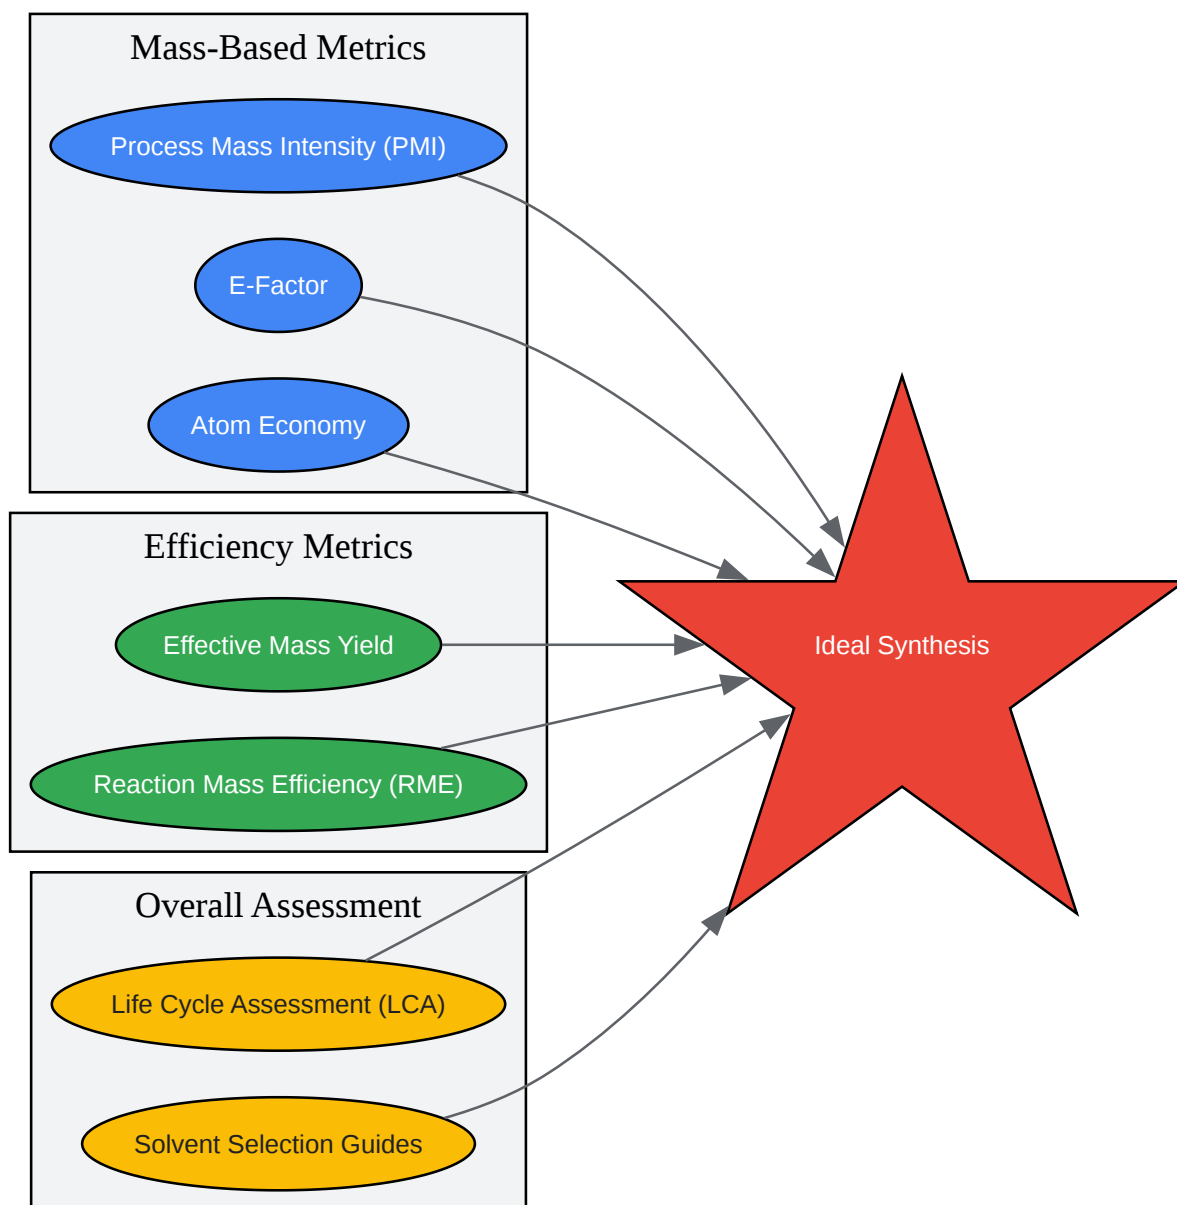 Mass-Based Metrics
Process Mass Intensity (PMI)
E-Factor
Atom Economy
Efficiency Metrics
Effective Mass Yield
Reaction Mass Efficiency (RME)
Overall Assessment
Life Cycle Assessment (LCA)
Solvent Selection Guides
Ideal Synthesis